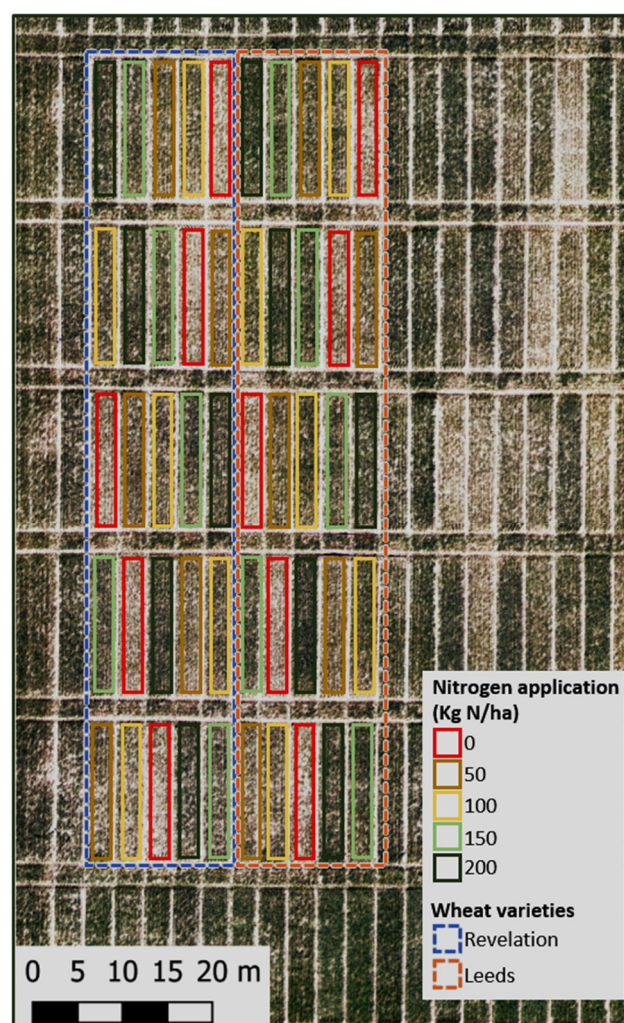 Nitrogen application
(Kg N/ha)
0
50
100
150
200
Wheat varieties
Revelation
Leeds
0 5 10 15 20 m